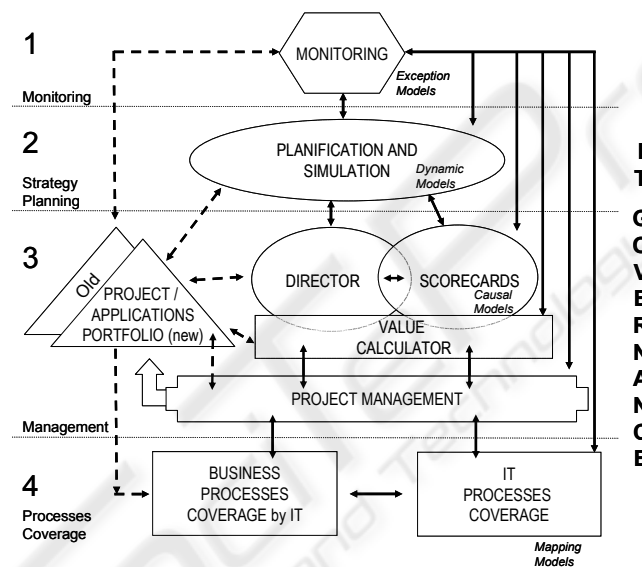 1
MONITORING
Exception
Models
Monitoring
2
PLANIFICATION AND
SIMULATION
Dynamic
Models
Strategy
Planning
3
Old
PROJECT /
APPLICATIONS
PORTFOLIO (new)
DIRECTOR
SCORECARDS
Causal
Models
VALUE
CALCULATOR
PROJECT MANAGEMENT
Management
4
Processes
Coverage
BUSINESS
PROCESSES
COVERAGE by IT
IT
PROCESSES
COVERAGE
Mapping
Models
I
T
G
O
V
E
R
N
A
N
C
E